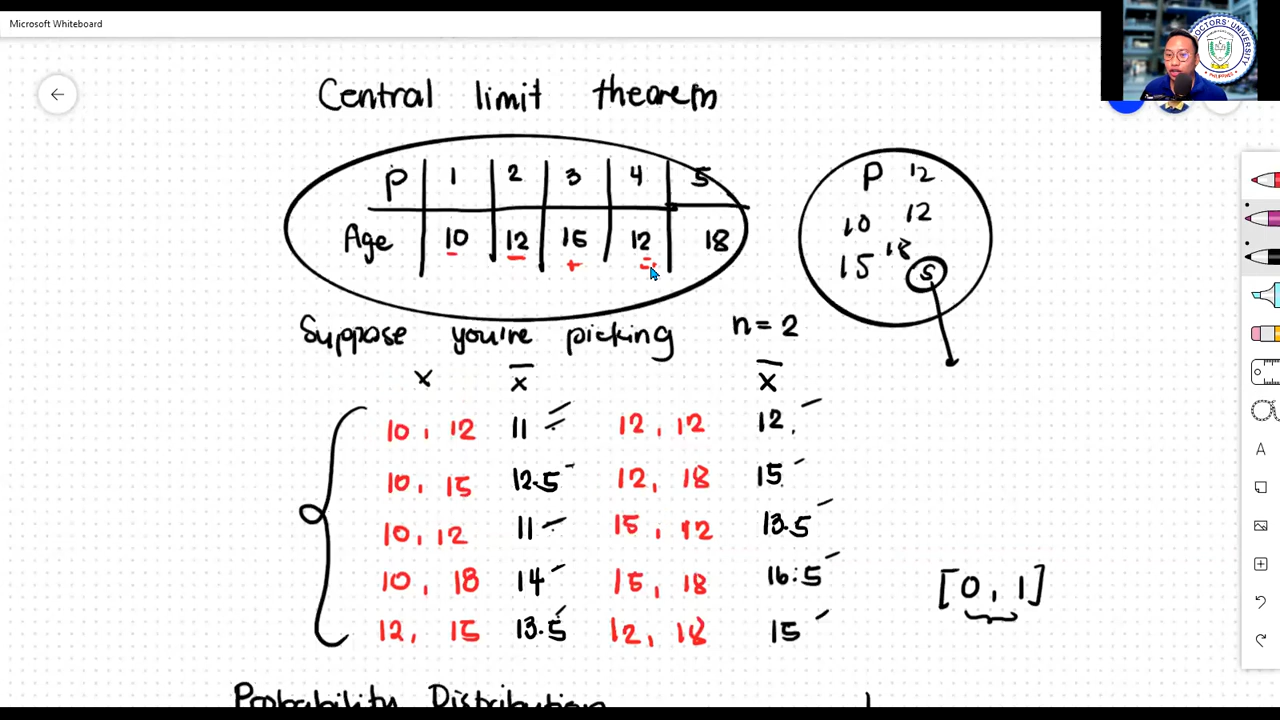 Microsoft Whiteboard
DOCTORS' UNIVERSITY
PHILIPPINES
Central limit theorem
P 1 2 3 4 5
Age 10 12 15 12 18
P 12
10 12
15 18
5
Suppose you're picking n = 2
x x̄ x̄
10, 12 11 12, 12 12
10, 15 12.5 12, 18 15
10, 12 11 15, 12 13.5
10, 18 14 15, 18 16.5
12, 15 13.5 12, 18 15
[0, 1]
Probability Distribution